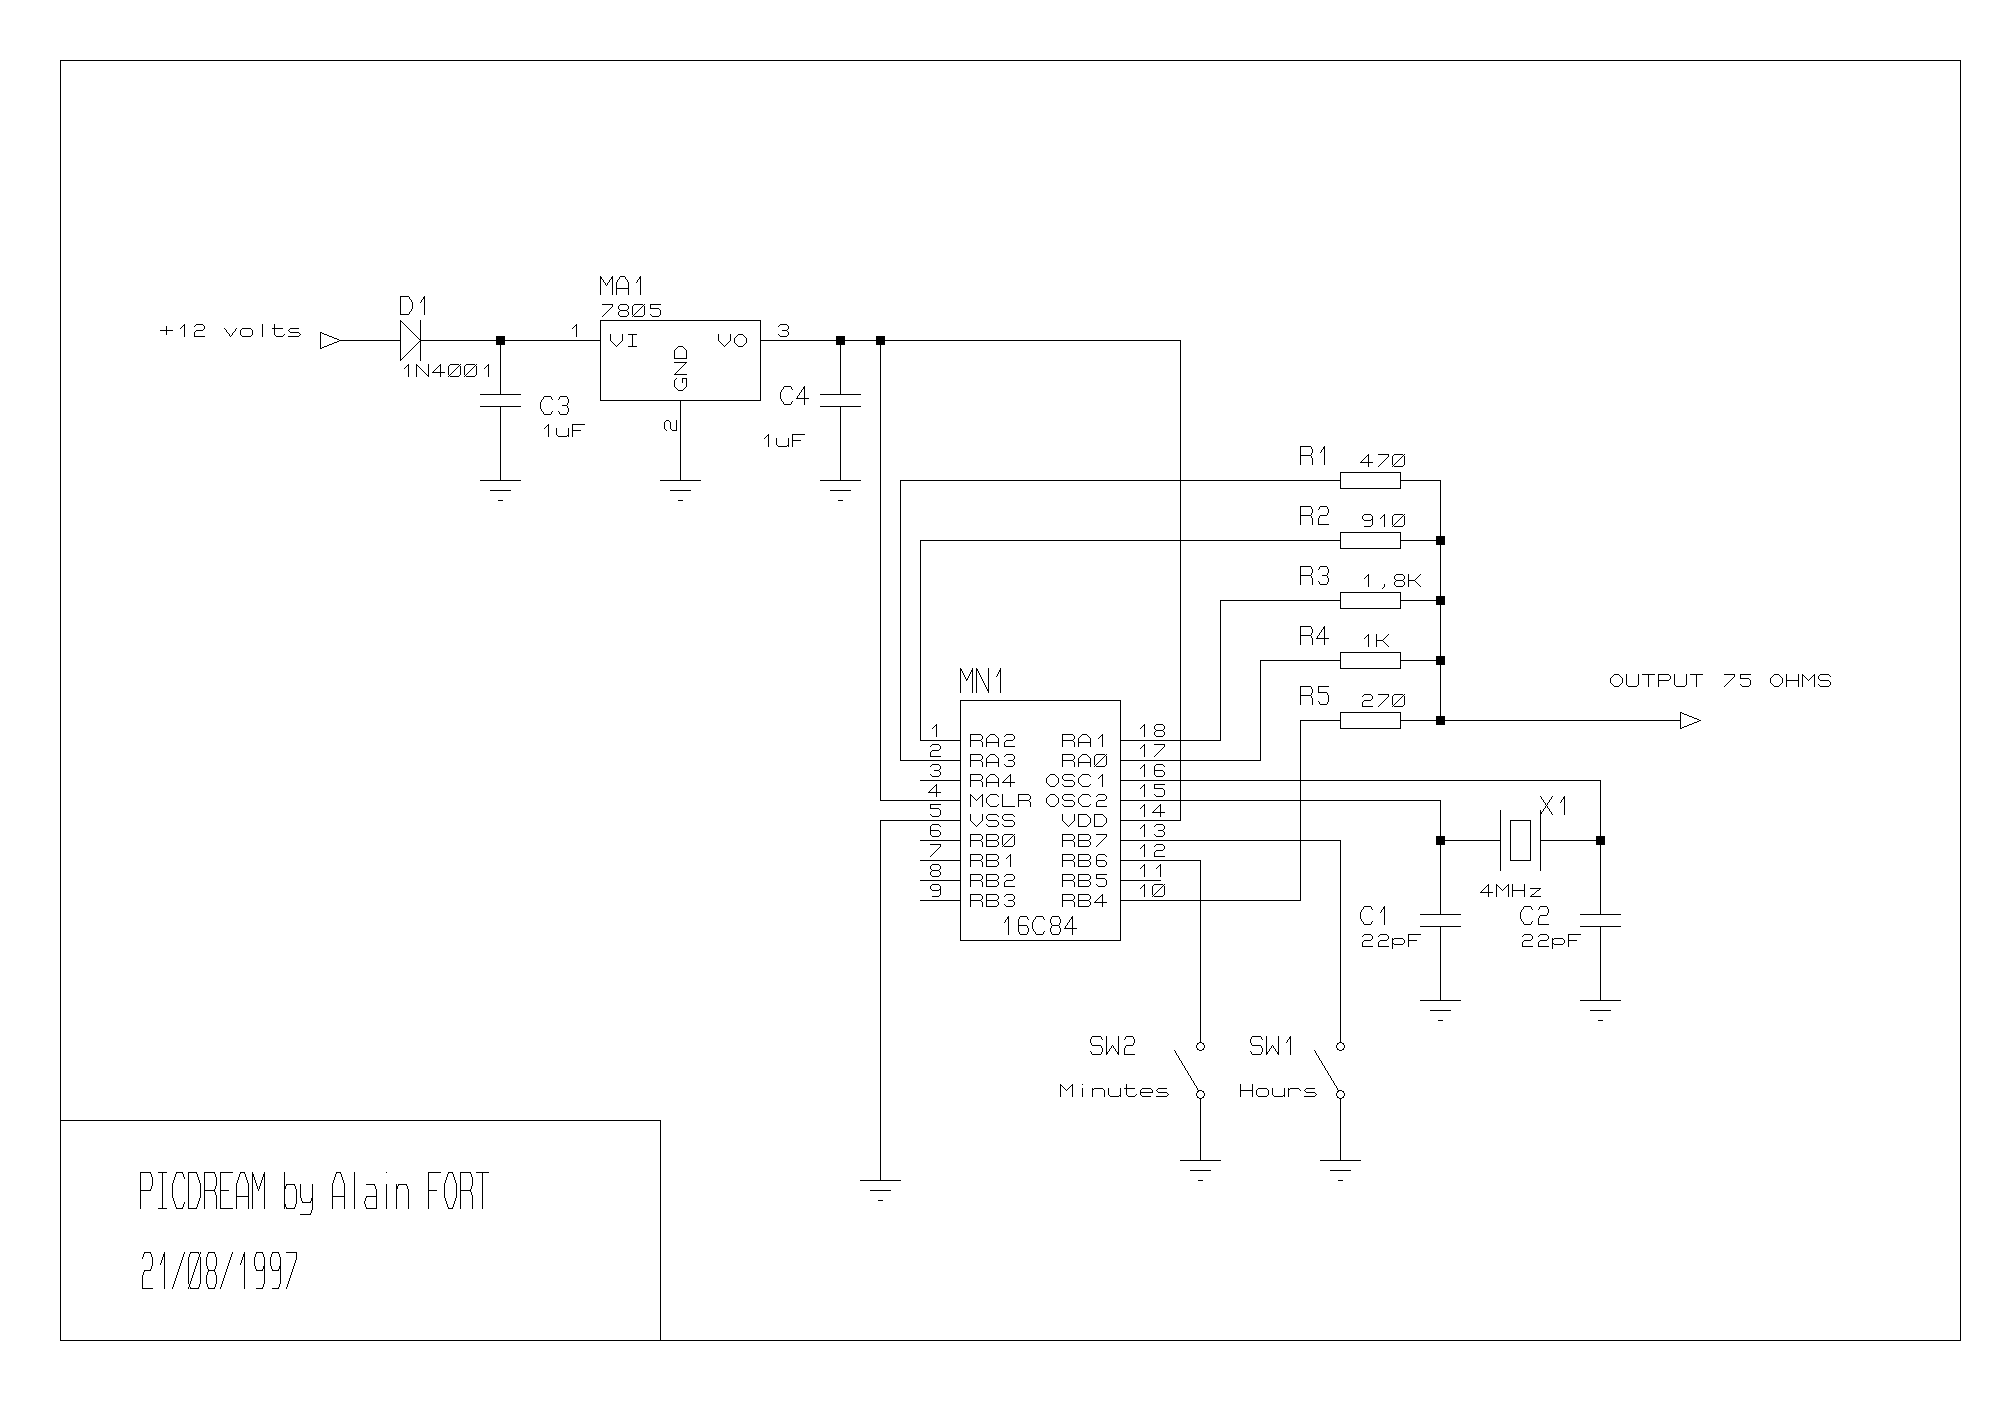 MA1
7805
D1
+12 volts
1
VI
VO
3
GND
1N4001
C3
1uF
2
C4
1uF
R1
470
R2
910
R3
1,8K
R4
1K
R5
270
OUTPUT 75 OHMS
MN1
1 RA2 RA1 18
2 RA3 RA0 17
3 RA4 OSC1 16
4 MCLR OSC2 15
5 VSS VDD 14
6 RB0 RB7 13
7 RB1 RB6 12
8 RB2 RB5 11
9 RB3 RB4 10
16C84
X1
4MHz
C1
22pF
C2
22pF
SW2
Minutes
SW1
Hours
PICDREAM by Alain FORT
21/08/1997